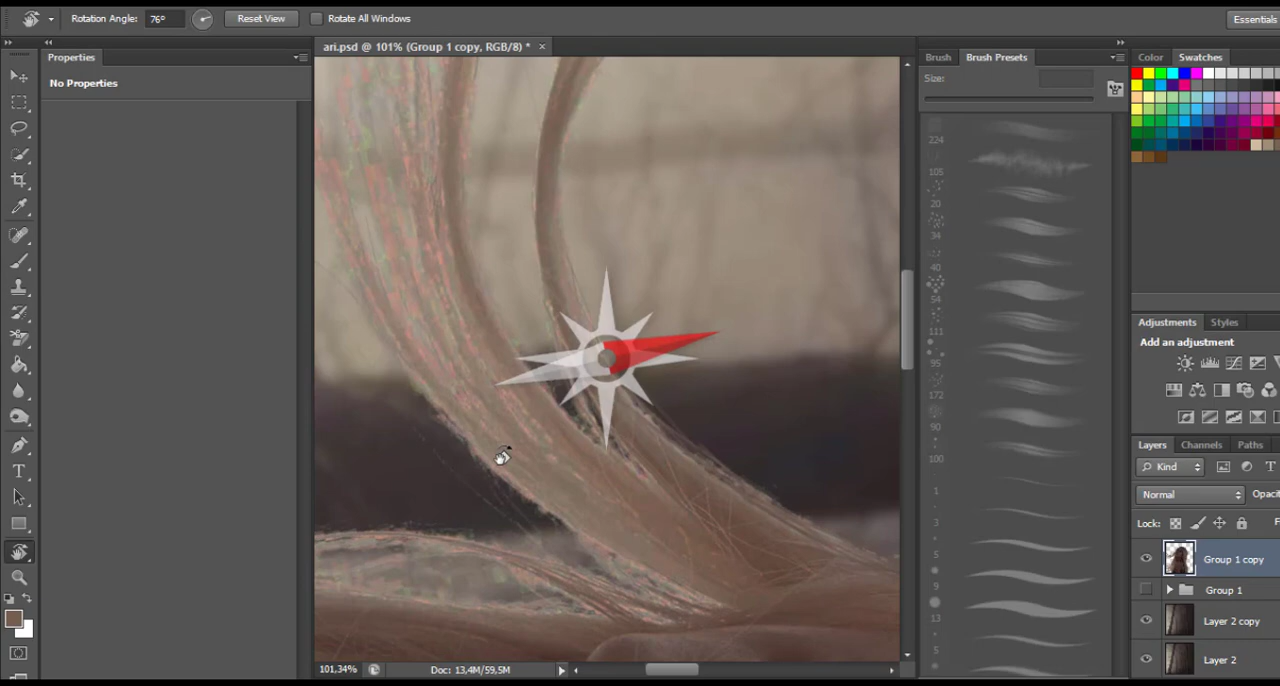 Rotation Angle: 76° Reset View Rotate All Windows Essentials
Properties
No Properties
ari.psd @ 101% (Group 1 copy, RGB/8) * ×
Brush Brush Presets
Size:
224
105
20
34
40
54
111
95
172
90
100
1
3
5
9
13
5
Color Swatches
Adjustments Styles
Add an adjustment
Layers Channels Paths
Kind T
Normal Opaci
Lock: F
Group 1 copy
Group 1
Layer 2 copy
Layer 2
T
101,34% Doc: 13,4M/59,5M